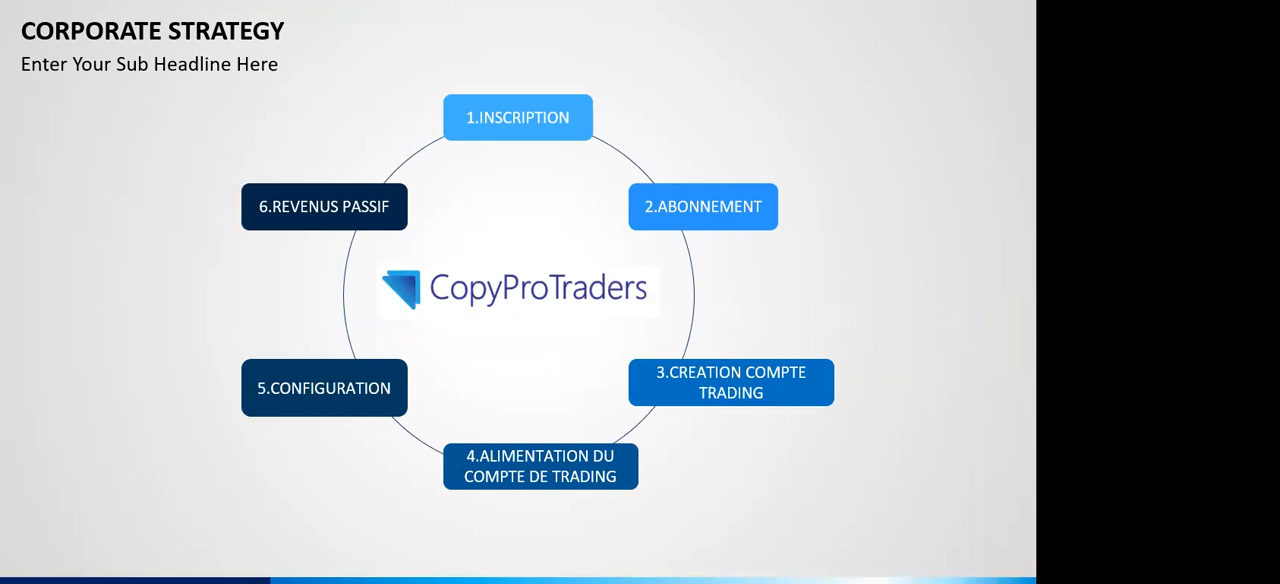 CORPORATE STRATEGY
Enter Your Sub Headline Here
1.INSCRIPTION
6.REVENUS PASSIF
2.ABONNEMENT
CopyProTraders
3.CREATION COMPTE
TRADING
5.CONFIGURATION
4.ALIMENTATION DU
COMPTE DE TRADING